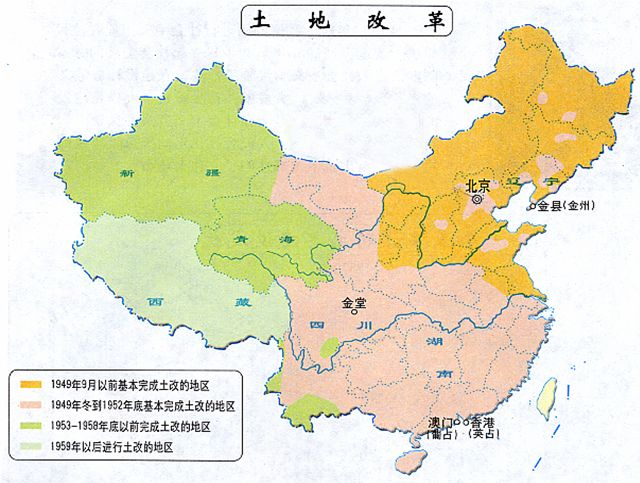 土地改革
新疆
北京
辽宁
金县(金州)
青海
西藏
金堂
四川
湖南
1949年9月以前基本完成土改的地区
1949年冬到1952年底基本完成土改的地区
1953-1958年底以前完成土改的地区
1959年以后进行土改的地区
澳门
(葡占)
香港
(英占)